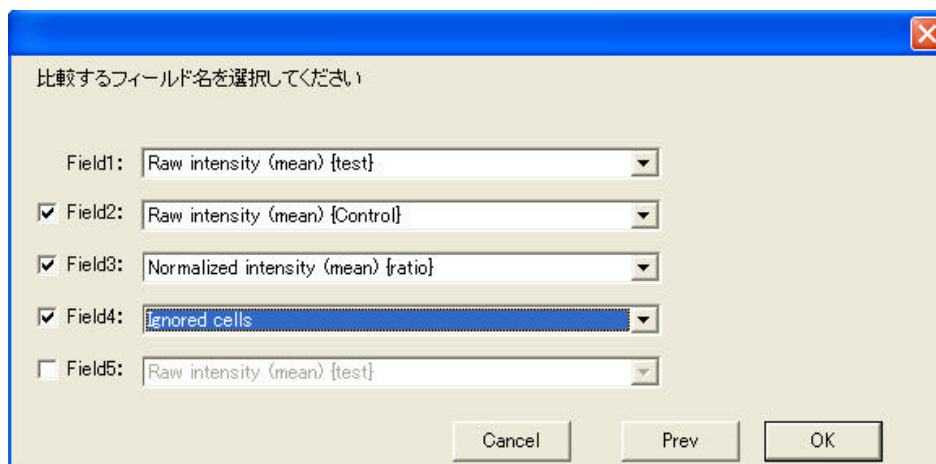 比較するフィールド名を選択してください
Field1: Raw intensity (mean) {test}
Field2: Raw intensity (mean) {Control}
Field3: Normalized intensity (mean) {ratio}
Field4: Ignored cells
Field5: Raw intensity (mean) {test}
Cancel Prev OK